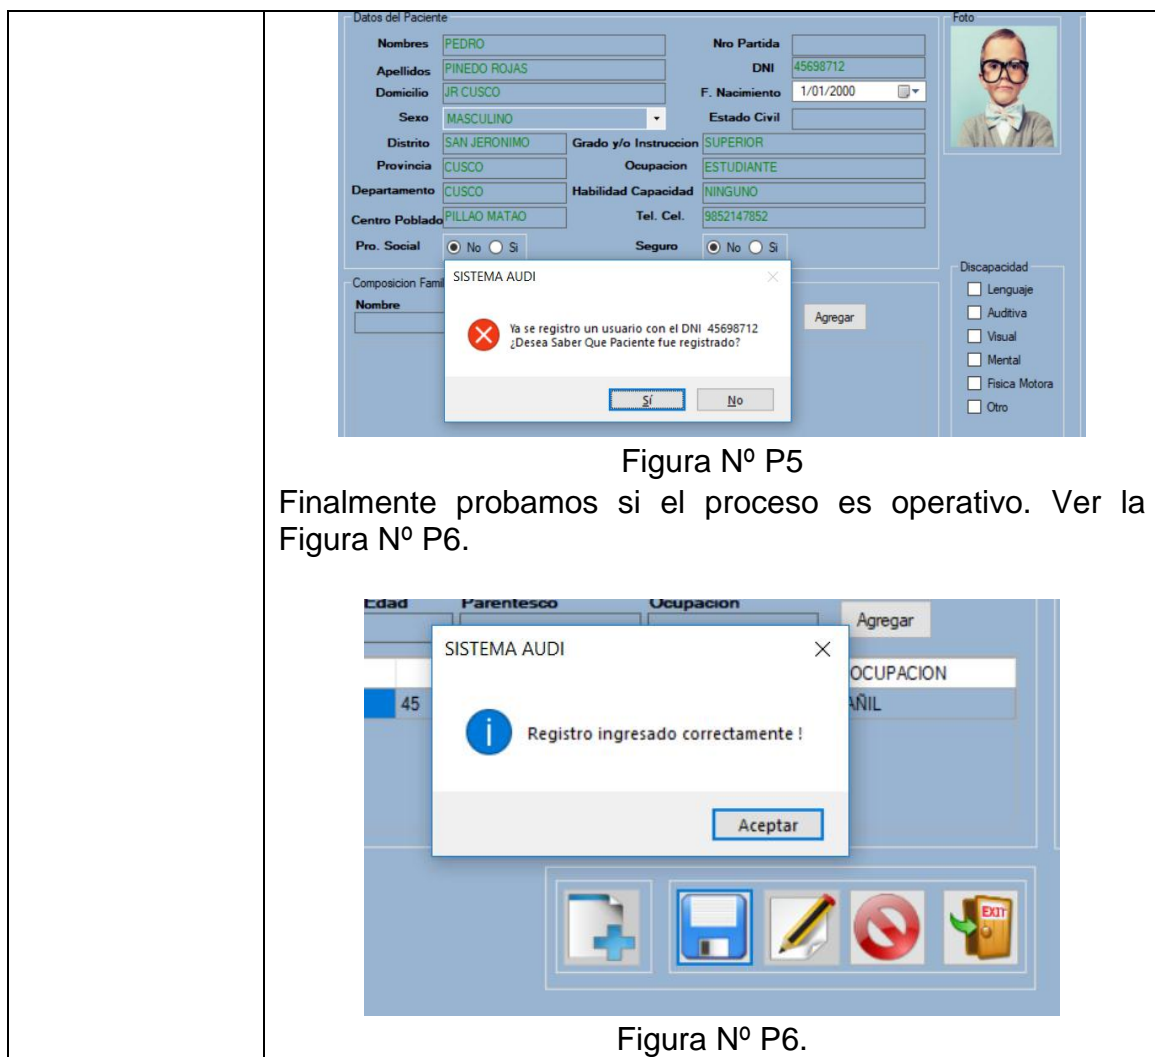 Datos del Paciente
Foto
Nombres PEDRO Nro Partida
Apellidos PINEDO ROJAS DNI 45698712
Domicilio JR CUSCO F. Nacimiento 1/01/2000
Sexo MASCULINO Estado Civil
Distrito SAN JERONIMO Grado y/o Instruccion SUPERIOR
Provincia CUSCO Ocupacion ESTUDIANTE
Departamento CUSCO Habilidad Capacidad NINGUNO
Centro Poblado PILLAO MATAO Tel. Cel. 9852147852
Pro. Social No Si Seguro No Si
Composicion Fami
Nombre
Agregar
SISTEMA AUDI
Ya se registro un usuario con el DNI 45698712
¿Desea Saber Que Paciente fue registrado?
Sí No
Discapacidad
Lenguaje
Auditiva
Visual
Mental
Fisica Motora
Otro
Figura Nº P5
Finalmente probamos si el proceso es operativo. Ver la
Figura Nº P6.
Edad Parentesco Ocupacion
Agregar
SISTEMA AUDI
OCUPACION
45 AÑIL
Registro ingresado correctamente !
Aceptar
EXIT
Figura Nº P6.